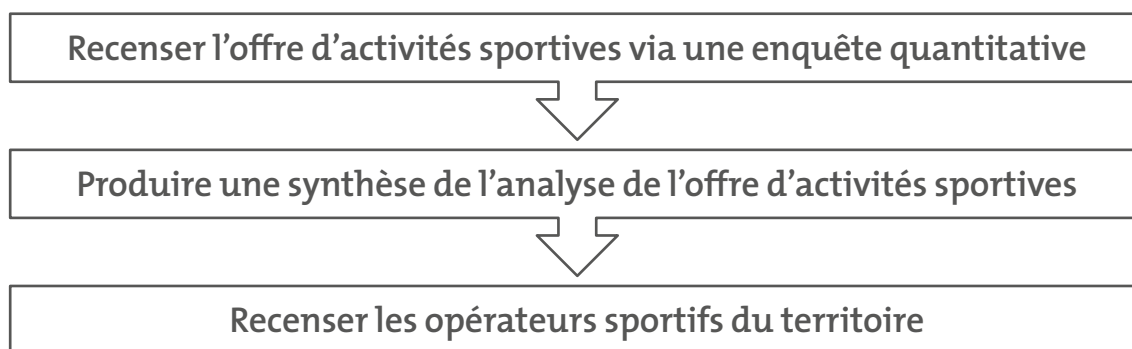 Recenser l’offre d’activités sportives via une enquête quantitative
Produire une synthèse de l’analyse de l’offre d’activités sportives
Recenser les opérateurs sportifs du territoire